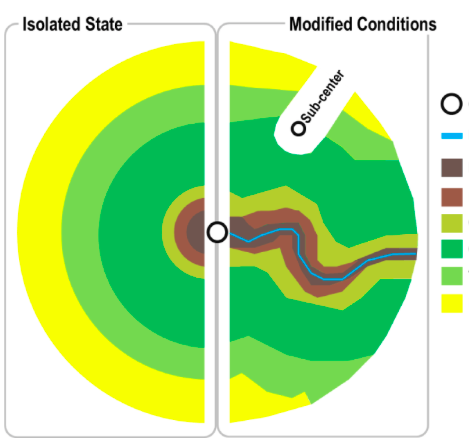 Isolated State
Modified Conditions
Sub-center